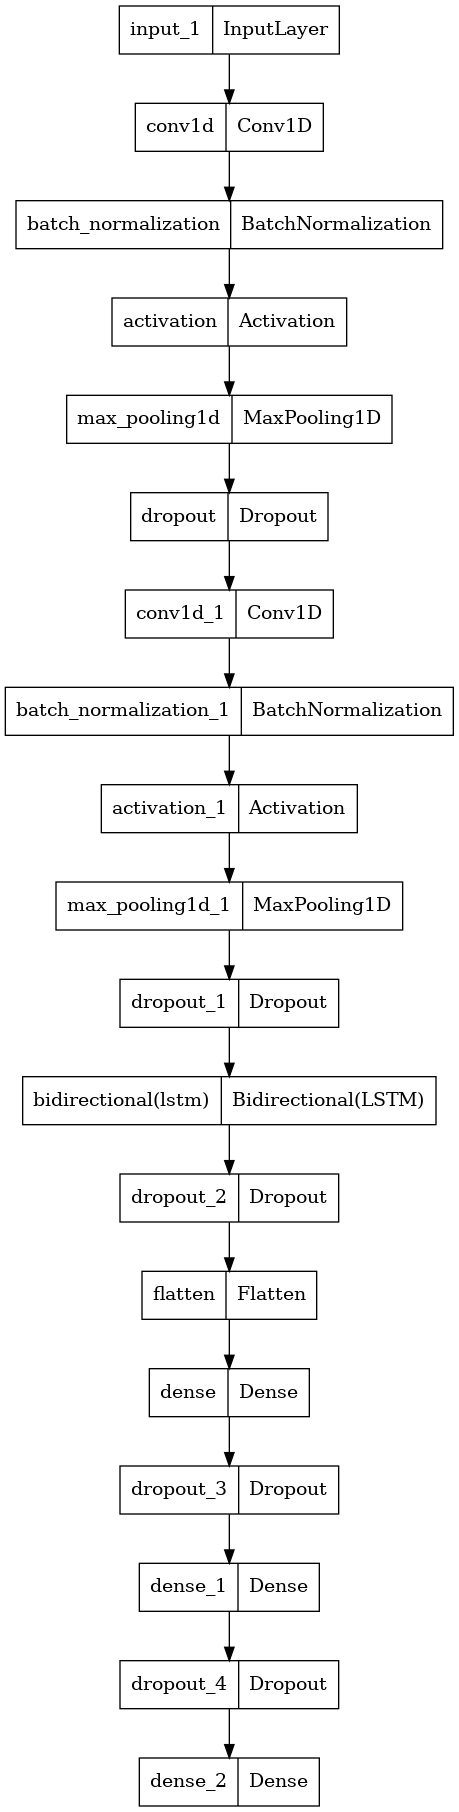 input_1 InputLayer
conv1d Conv1D
batch_normalization BatchNormalization
activation Activation
max_pooling1d MaxPooling1D
dropout Dropout
conv1d_1 Conv1D
batch_normalization_1 BatchNormalization
activation_1 Activation
max_pooling1d_1 MaxPooling1D
dropout_1 Dropout
bidirectional(lstm) Bidirectional(LSTM)
dropout_2 Dropout
flatten Flatten
dense Dense
dropout_3 Dropout
dense_1 Dense
dropout_4 Dropout
dense_2 Dense